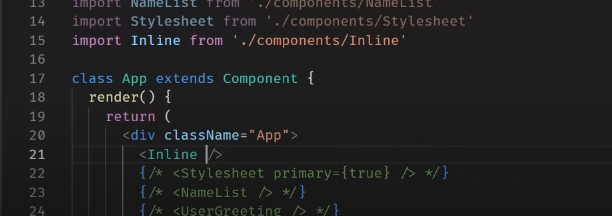 13 import NameList from './components/NameList'
14 import Stylesheet from './components/Stylesheet'
15 import Inline from './components/Inline'
16
17 class App extends Component {
18 render() {
19 return (
20 <div className="App">
21 <Inline />
22 {/* <Stylesheet primary={true} /> */}
23 {/* <NameList /> */}
24 {/* <UserGreeting /> */}